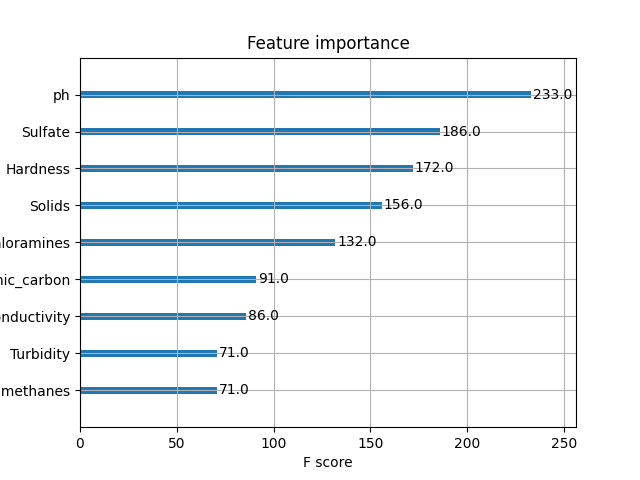 Feature importance
ph 233.0
Sulfate 186.0
Hardness 172.0
Solids 156.0
loramines 132.0
nic_carbon 91.0
onductivity 86.0
Turbidity 71.0
methanes 71.0
0 50 100 150 200 250
F score